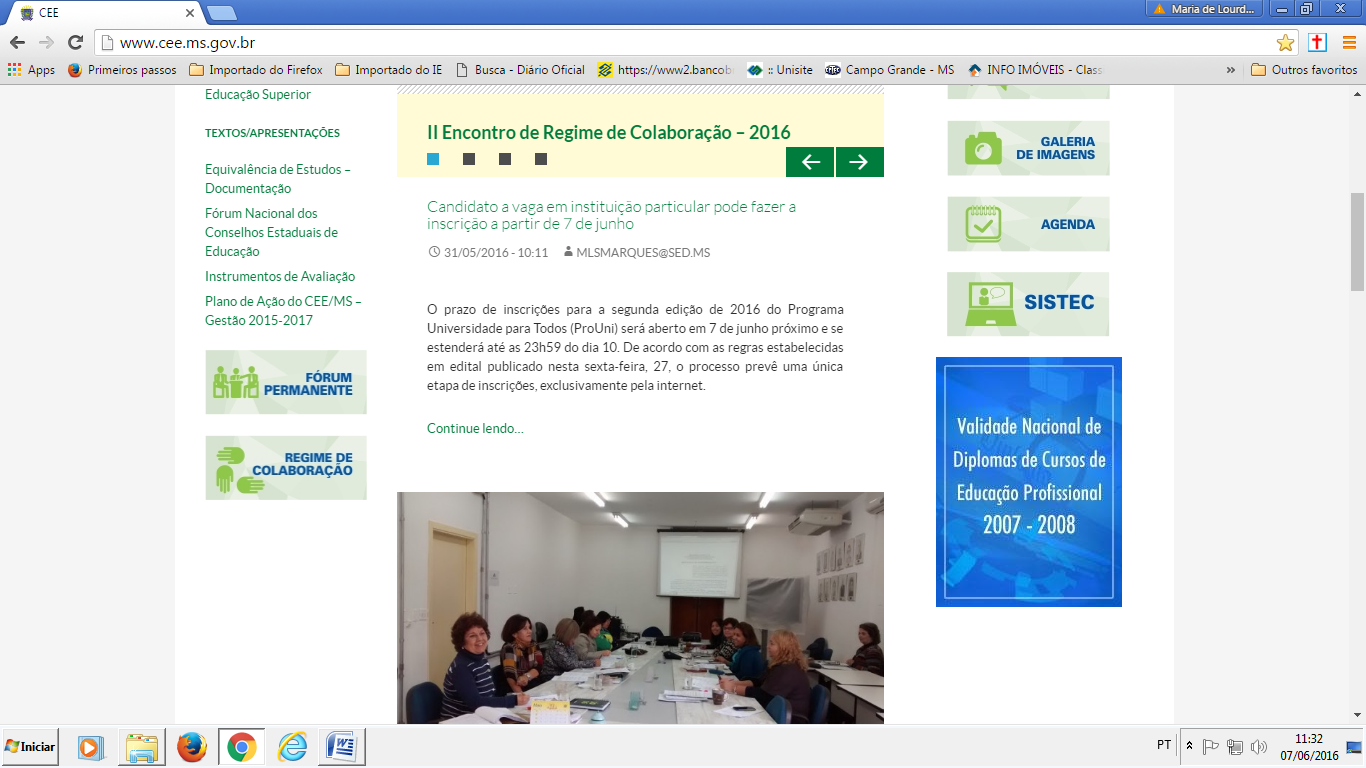 CEE
Maria de Lourd...
www.cee.ms.gov.br
Apps
Primeiros passos
Importado do Firefox
Importado do IE
Busca - Diário Oficial
https://www2.bancob
:: Unisite
Campo Grande - MS
INFO IMÓVEIS - Class
»
Outros favoritos
Educação Superior
TEXTOS/APRESENTAÇÕES
Equivalência de Estudos –
Documentação
Fórum Nacional dos
Conselhos Estaduais de
Educação
Instrumentos de Avaliação
Plano de Ação do CEE/MS –
Gestão 2015-2017
FÓRUM
PERMANENTE
REGIME DE
COLABORAÇÃO
II Encontro de Regime de Colaboração – 2016
Candidato a vaga em instituição particular pode fazer a
inscrição a partir de 7 de junho
31/05/2016 - 10:11 MLSMARQUES@SED.MS
O prazo de inscrições para a segunda edição de 2016 do Programa
Universidade para Todos (ProUni) será aberto em 7 de junho próximo e se
estenderá até as 23h59 do dia 10. De acordo com as regras estabelecidas
em edital publicado nesta sexta-feira, 27, o processo prevê uma única
etapa de inscrições, exclusivamente pela internet.
Continue lendo...
GALERIA
DE IMAGENS
AGENDA
SISTEC
Validade Nacional de
Diplomas de Cursos de
Educação Profissional
2007 - 2008
Iniciar
PT
11:32
07/06/2016